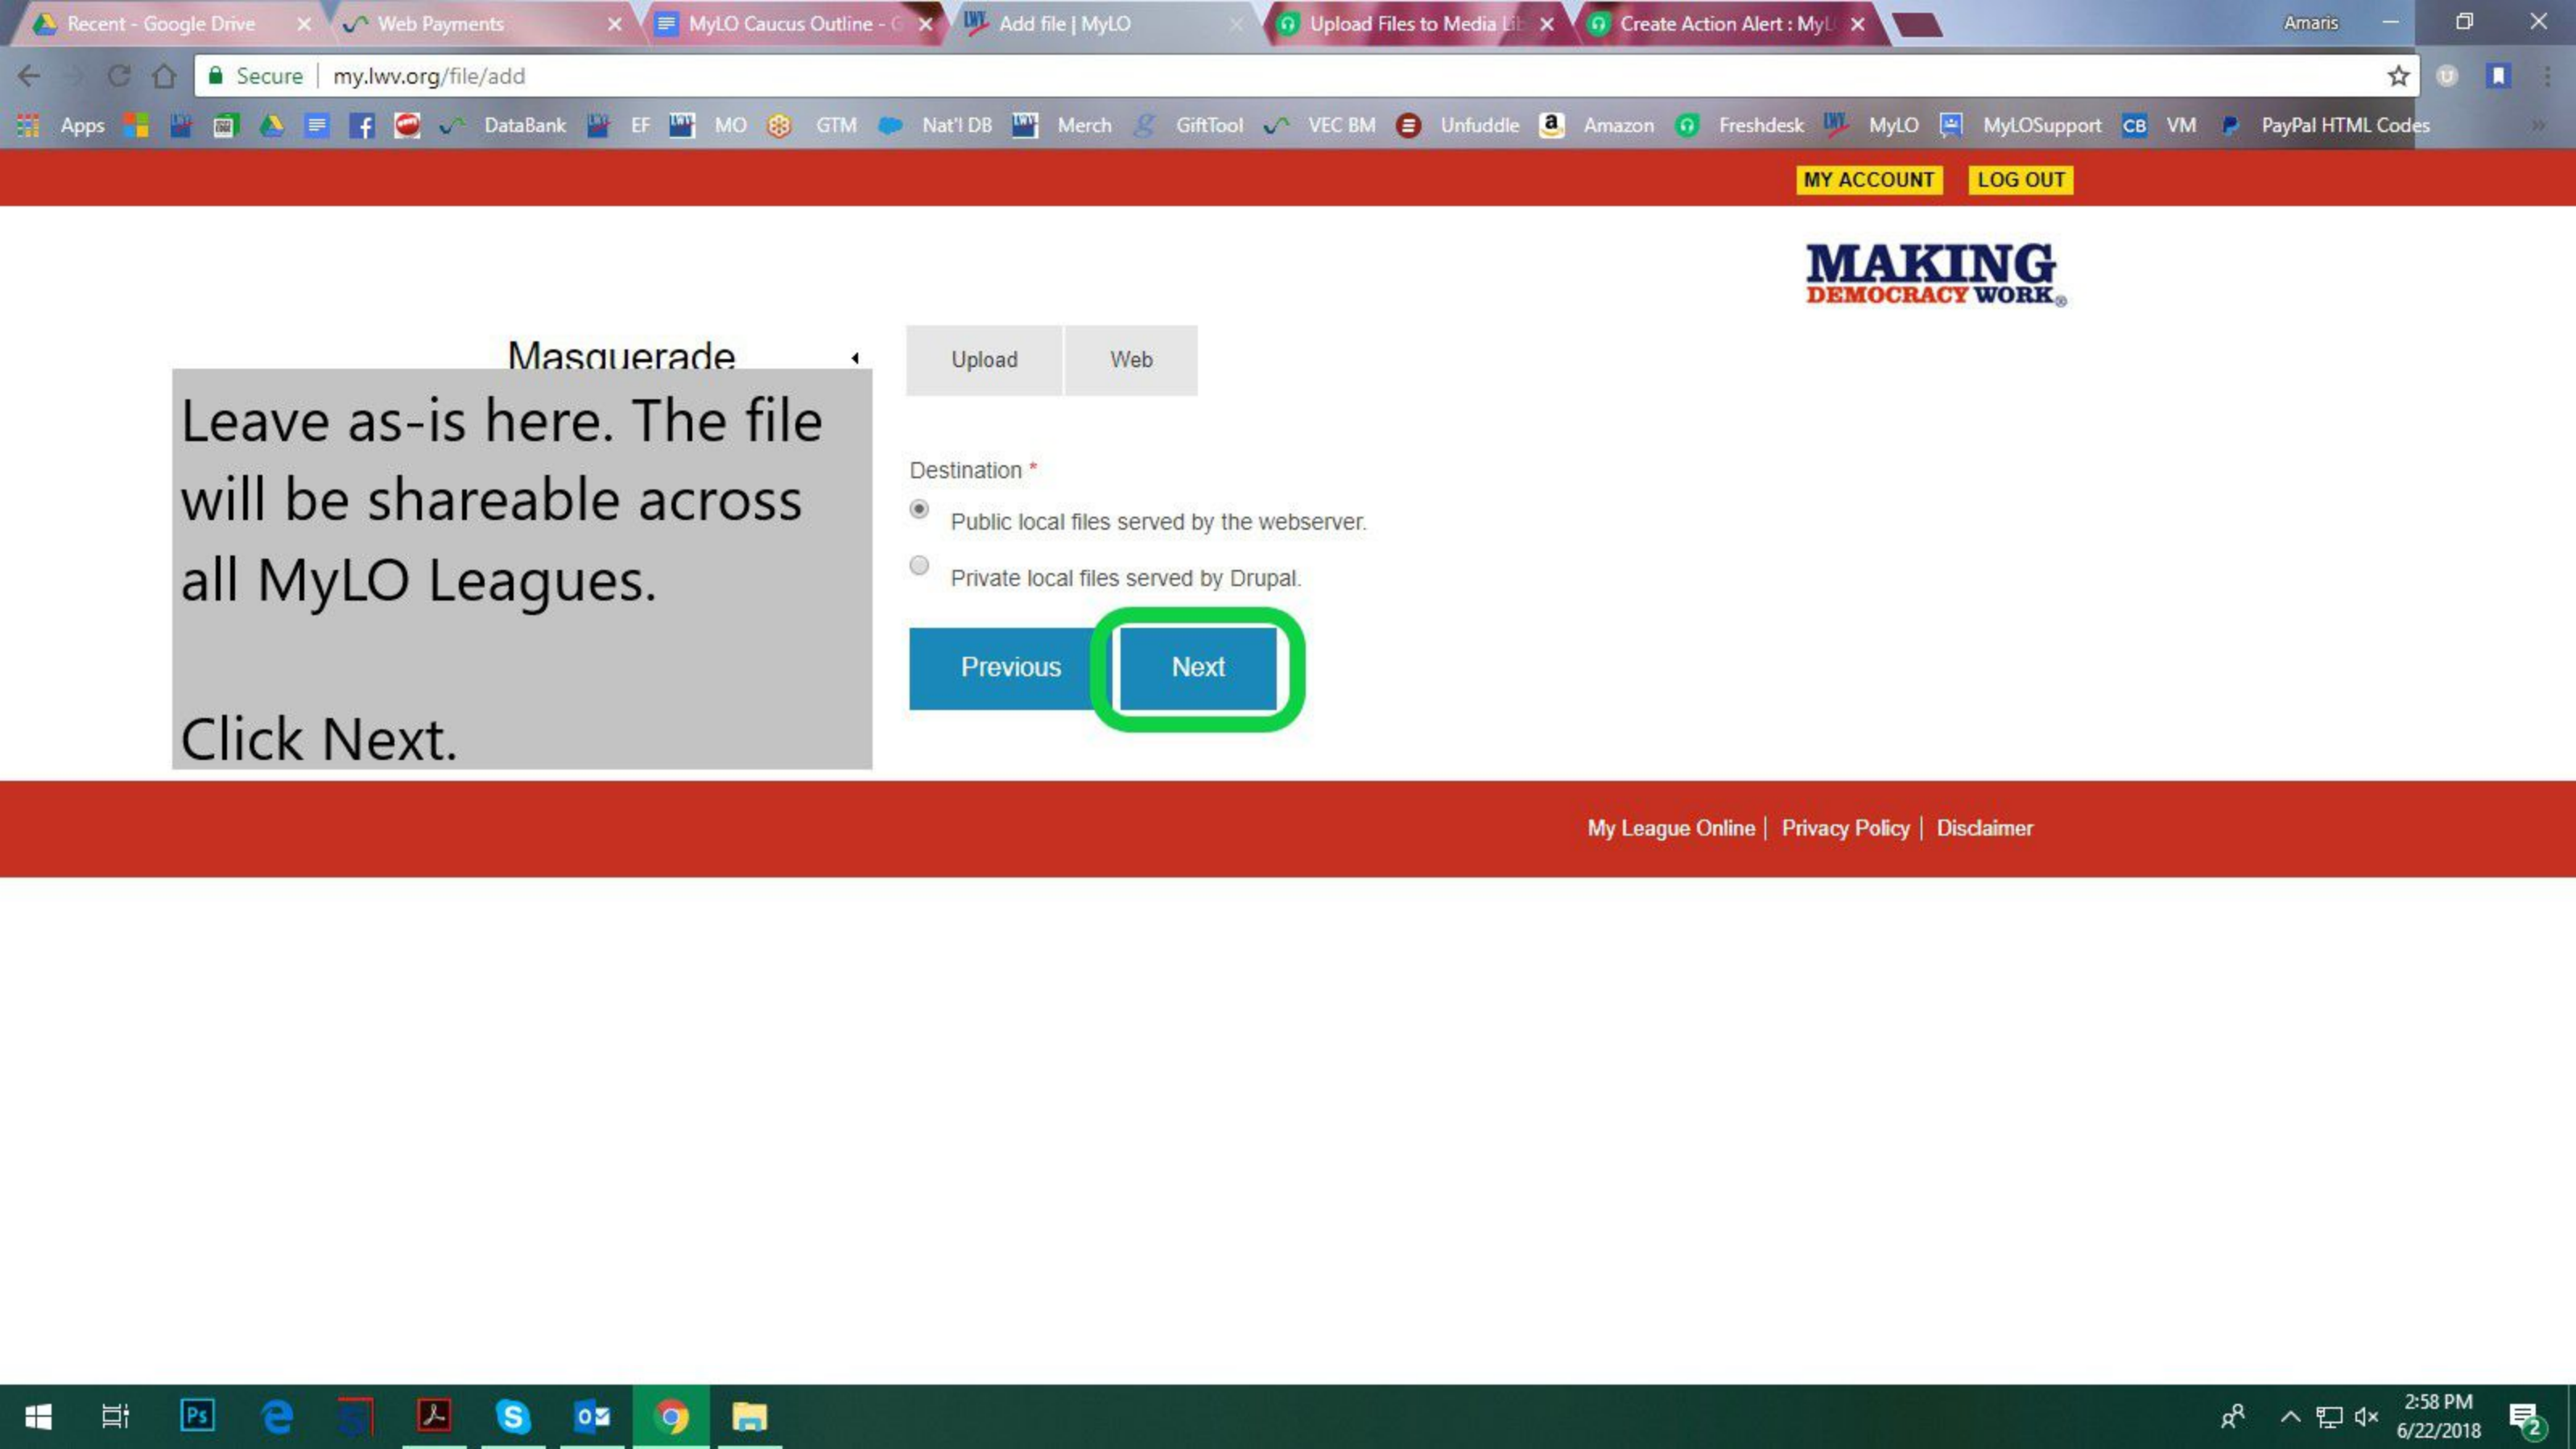 Recent - Google Drive
Web Payments
MyLO Caucus Outline - G
Add file | MyLO
Upload Files to Media Lib
Create Action Alert : MyL
Amaris
Secure | my.lwv.org/file/add
Apps DataBank EF MO GTM Nat'l DB Merch GiftTool VEC BM Unfuddle Amazon Freshdesk MyLO MyLOSupport CB VM PayPal HTML Codes
MY ACCOUNT LOG OUT
MAKING
DEMOCRACY WORK®
Masquerade
Upload Web
Leave as-is here. The file
will be shareable across
all MyLO Leagues.
Click Next.
Destination *
Public local files served by the webserver.
Private local files served by Drupal.
Previous Next
My League Online | Privacy Policy | Disclaimer
2:58 PM
6/22/2018
2